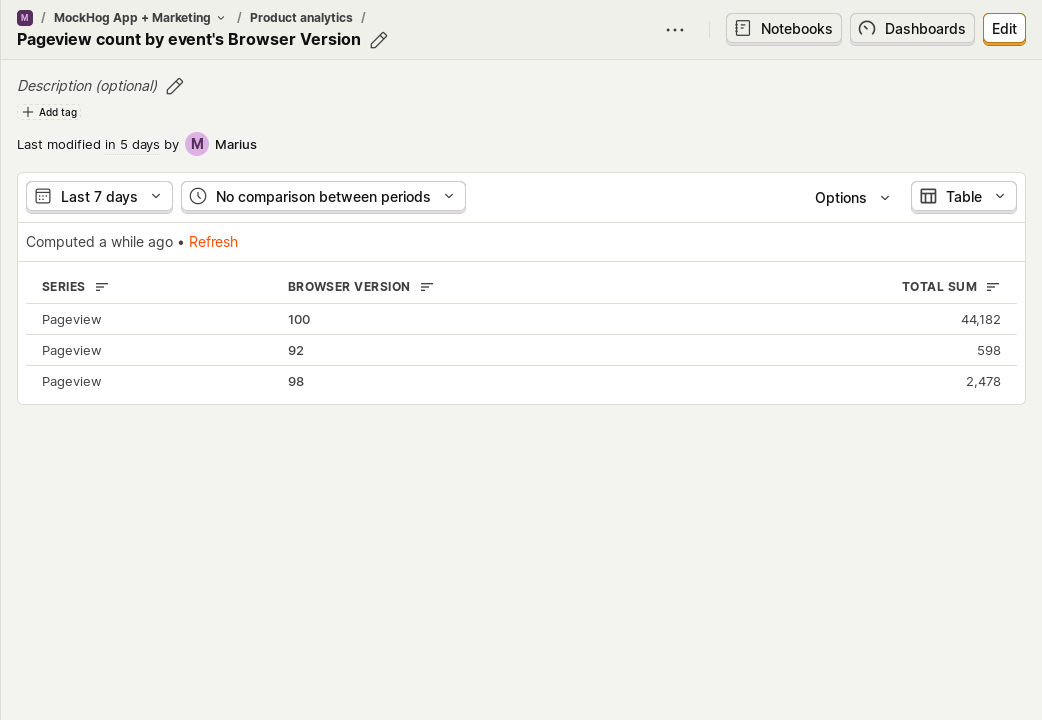 M / MockHog App + Marketing / Product analytics /
Pageview count by event's Browser Version
Notebooks
Dashboards
Edit
Description (optional)
Add tag
Last modified in 5 days by M Marius
Last 7 days
No comparison between periods
Options
Table
Computed a while ago • Refresh
SERIES BROWSER VERSION TOTAL SUM
Pageview 100 44,182
Pageview 92 598
Pageview 98 2,478